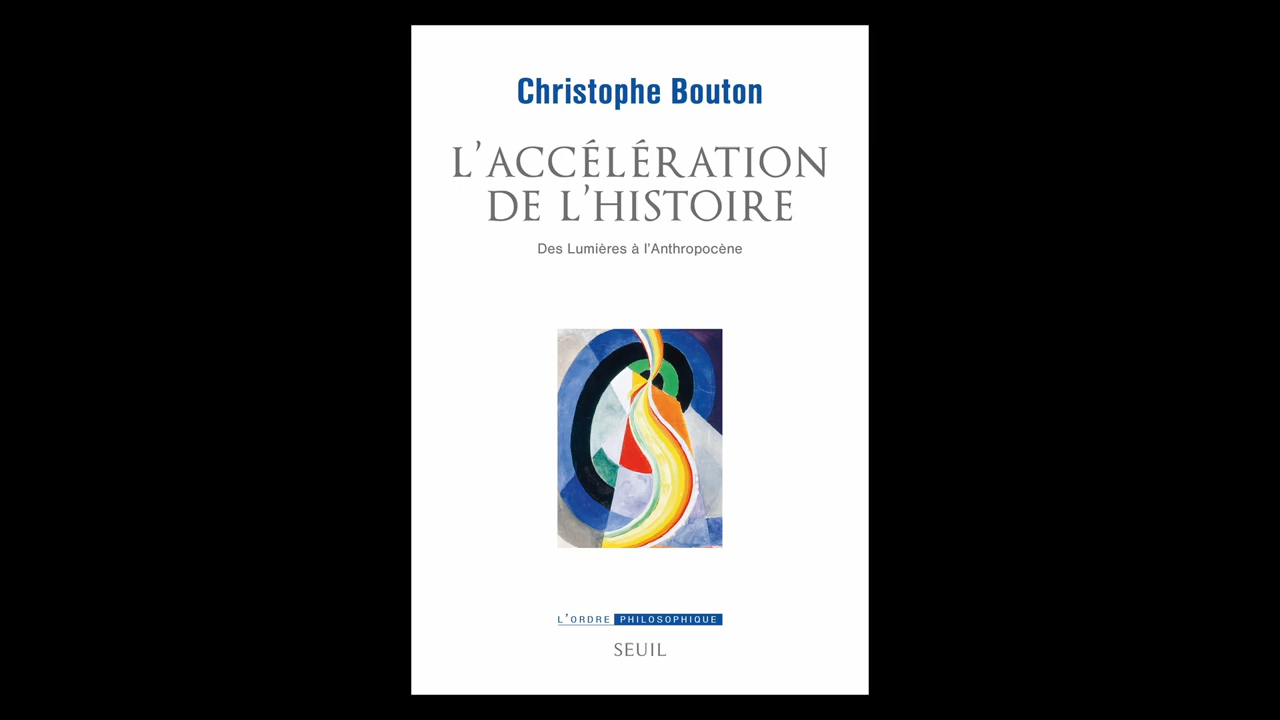 Christophe Bouton
L’ACCÉLÉRATION
DE L’HISTOIRE
Des Lumières à l’Anthropocène
L’ORDRE PHILOSOPHIQUE
SEUIL